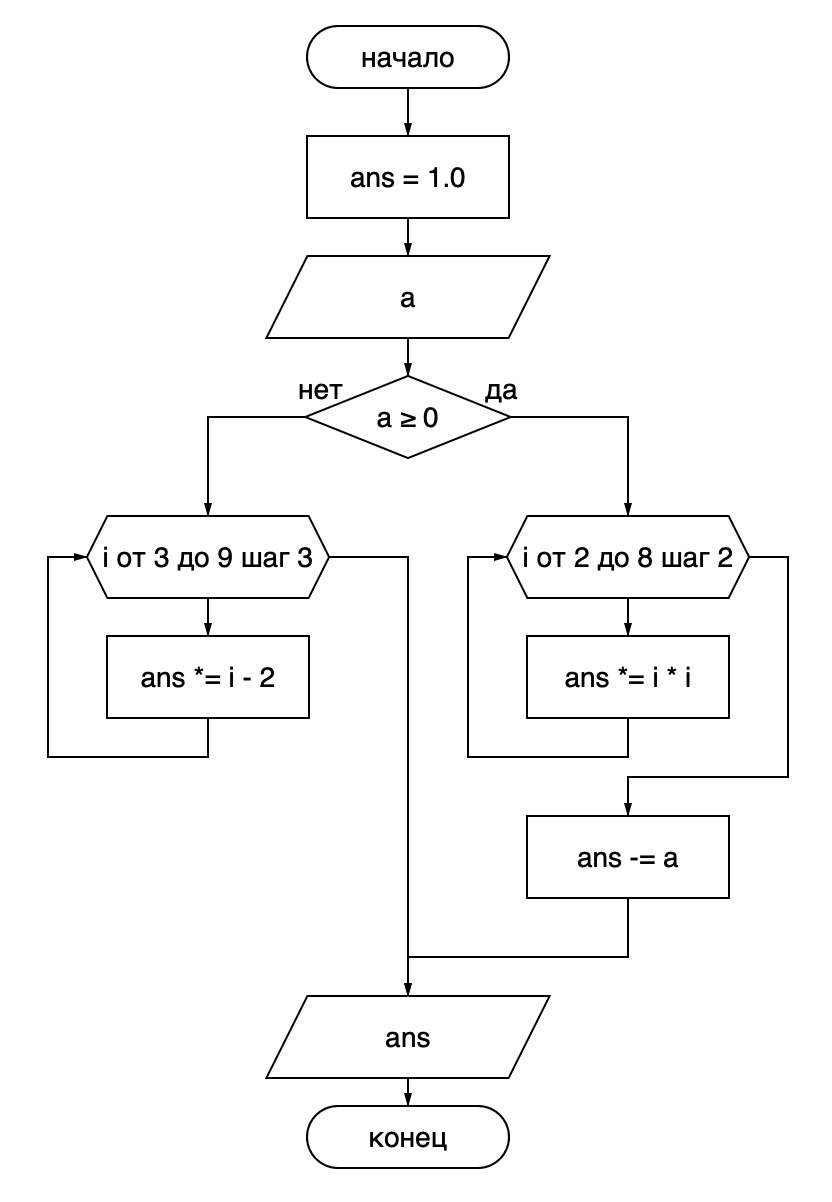 начало
ans = 1.0
a
нет
да
a ≥ 0
i от 3 до 9 шаг 3
i от 2 до 8 шаг 2
ans *= i - 2
ans *= i * i
ans -= a
ans
конец